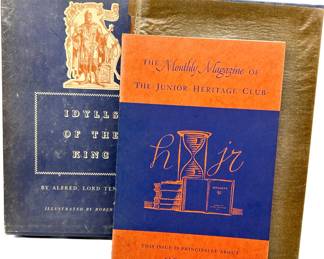 IDYLLS
OF THE
KING
BY ALFRED, LORD TEN
ILLUSTRATED BY ROBER
THE Monthly Magazine OF
THE JUNIOR HERITAGE CLUB
h jr
THIS ISSUE IS PRINCIPALLY ABOUT